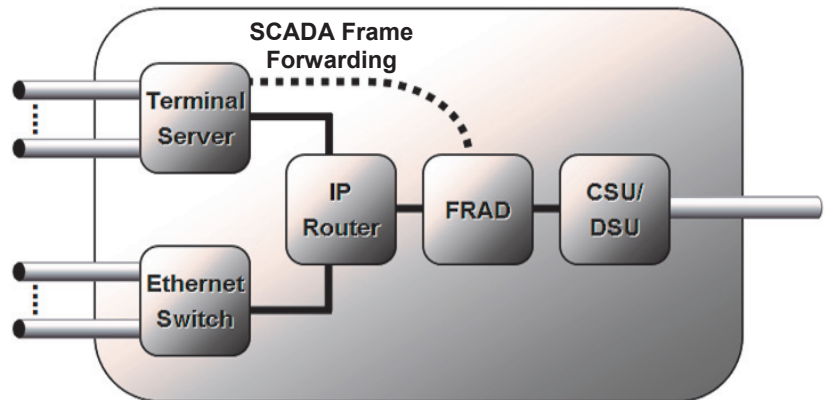 SCADA Frame
Forwarding
Terminal
Server
IP
Router
FRAD
CSU/
DSU
Ethernet
Switch